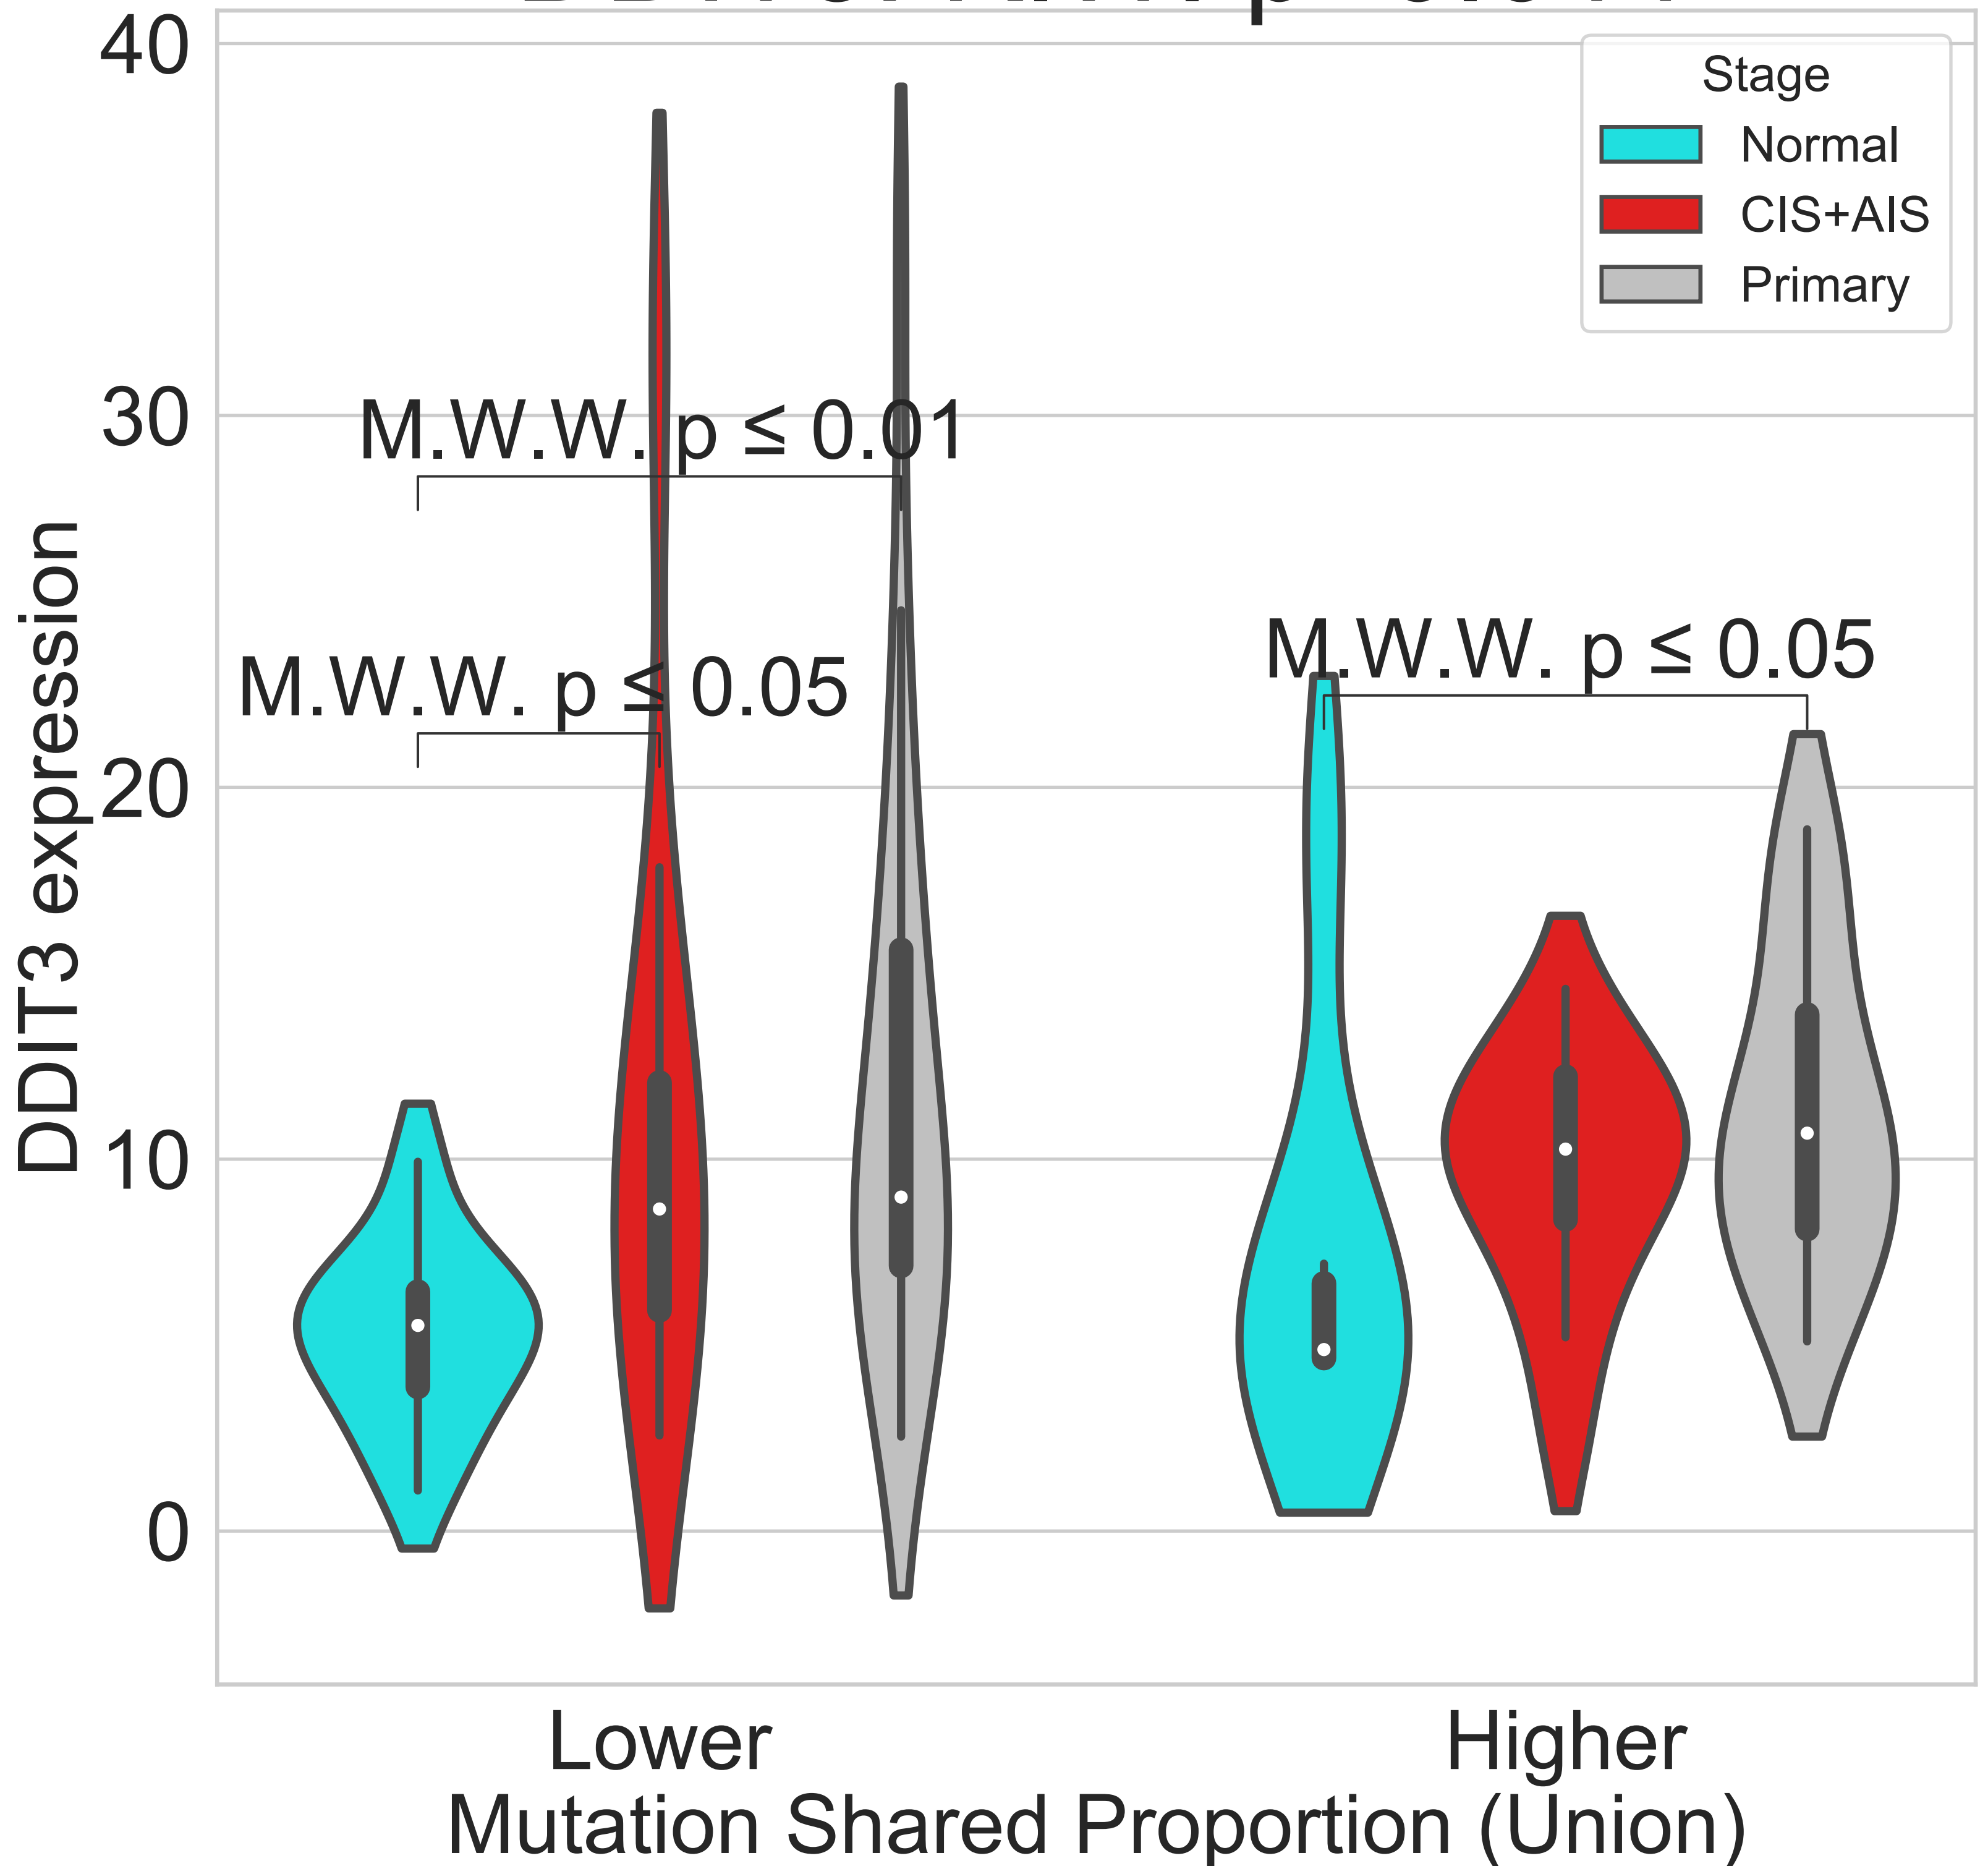 40
30
20
10
0
DDIT3 expression
Stage
Normal
CIS+AIS
Primary
M.W.W. p ≤ 0.01
M.W.W. p ≤ 0.05
M.W.W. p ≤ 0.05
Lower
Higher
Mutation Shared Proportion (Union)